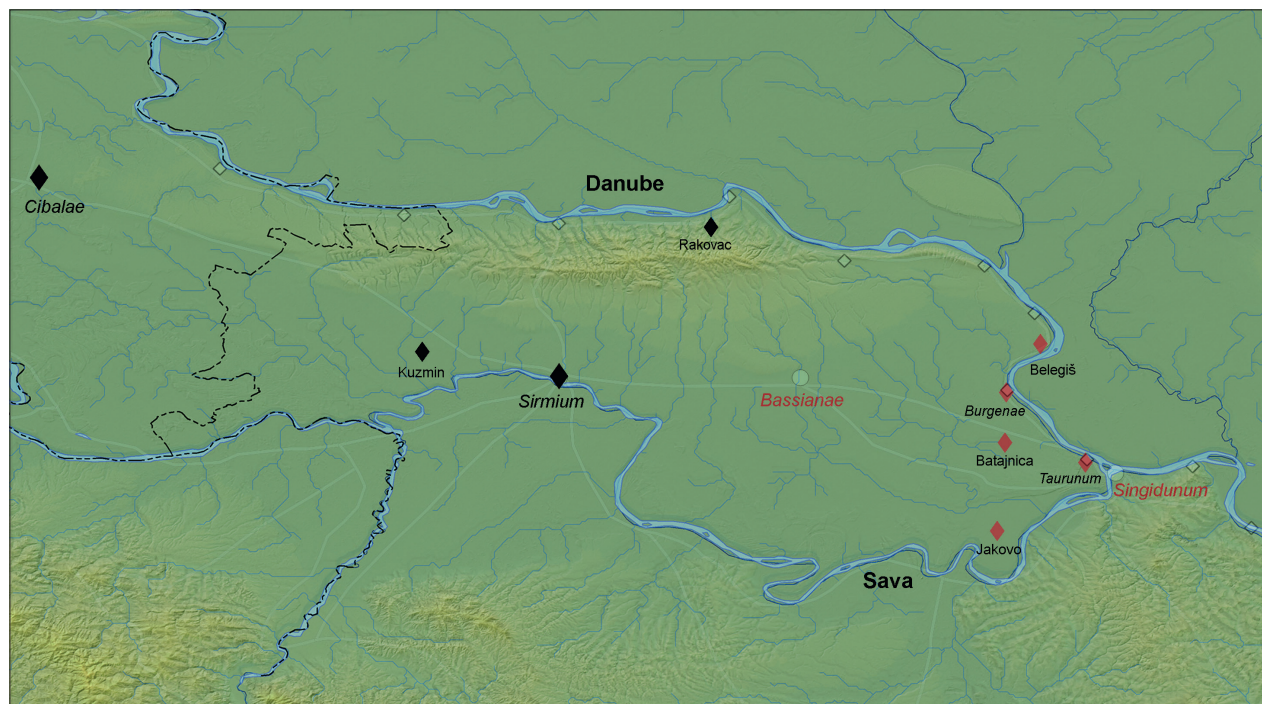 Danube
Cibalae
Rakovac
Kuzmin
Belegiš
Sirmium
Bassianae
Burgenae
Batajnica
Taurunum
Singidunum
Jakovo
Sava